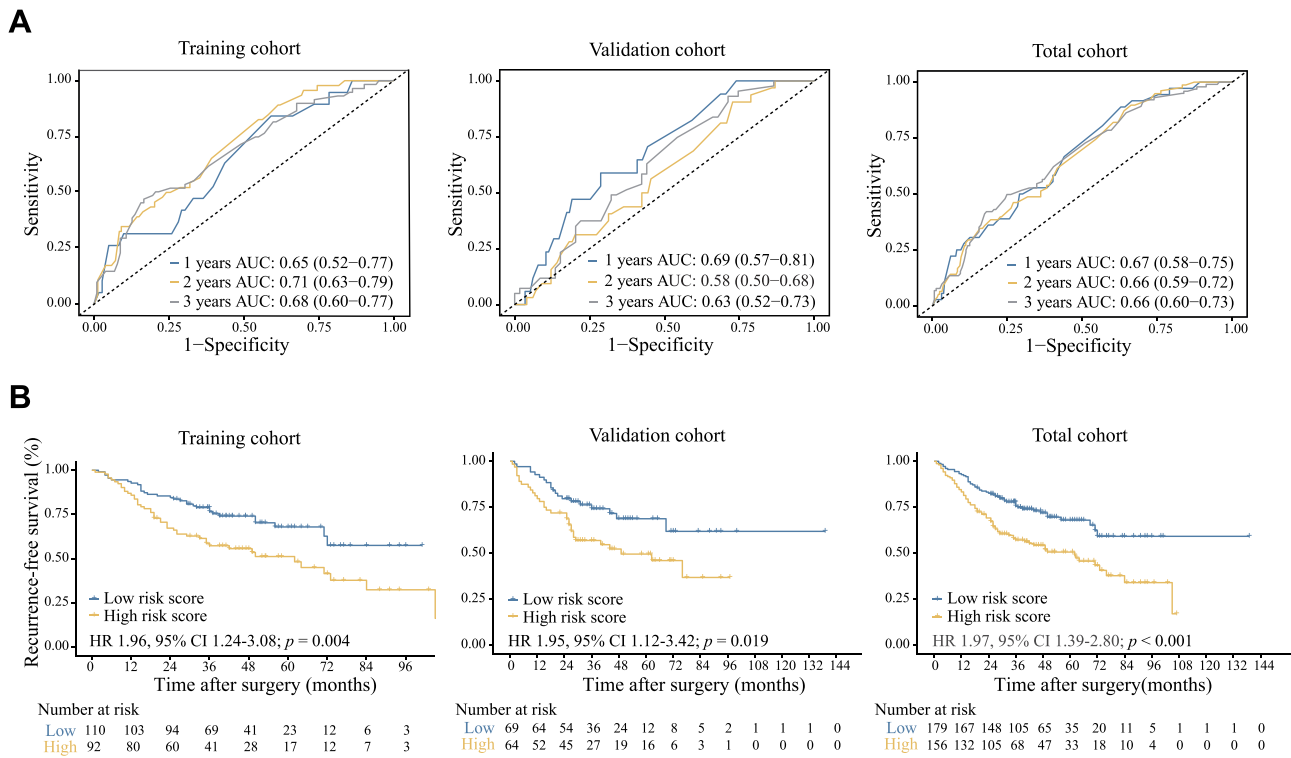 A
Training cohort
Sensitivity
1.00
0.75
0.50
0.25
0.00
1 years AUC: 0.65 (0.52−0.77)
2 years AUC: 0.71 (0.63−0.79)
3 years AUC: 0.68 (0.60−0.77)
0.00 0.25 0.50 0.75 1.00
1−Specificity
Validation cohort
Sensitivity
1.00
0.75
0.50
0.25
0.00
1 years AUC: 0.69 (0.57−0.81)
2 years AUC: 0.58 (0.50−0.68)
3 years AUC: 0.63 (0.52−0.73)
0.00 0.25 0.50 0.75 1.00
1−Specificity
Total cohort
Sensitivity
1.00
0.75
0.50
0.25
0.00
1 years AUC: 0.67 (0.58−0.75)
2 years AUC: 0.66 (0.59−0.72)
3 years AUC: 0.66 (0.60−0.73)
0.00 0.25 0.50 0.75 1.00
1−Specificity
B
Training cohort
Recurrence-free survival (%)
1.00
0.75
0.50
0.25
0.00
Low risk score
High risk score
HR 1.96, 95% CI 1.24-3.08; p = 0.004
0 12 24 36 48 60 72 84 96
Time after surgery (months)
Number at risk
Low 110 103 94 69 41 23 12 6 3
High 92 80 60 41 28 17 12 7 3
Validation cohort
1.00
0.75
0.50
0.25
0.00
Low risk score
High risk score
HR 1.95, 95% CI 1.12-3.42; p = 0.019
0 12 24 36 48 60 72 84 96 108 120 132 144
Time after surgery(months)
Number at risk
Low 69 64 54 36 24 12 8 5 2 1 1 1 0
High 64 52 45 27 19 16 6 3 1 0 0 0 0
Total cohort
1.00
0.75
0.50
0.25
0.00
Low risk score
High risk score
HR 1.97, 95% CI 1.39-2.80; p < 0.001
0 12 24 36 48 60 72 84 96 108 120 132 144
Time after surgery(months)
Number at risk
Low 179 167 148 105 65 35 20 11 5 1 1 1 0
High 156 132 105 68 47 33 18 10 4 0 0 0 0